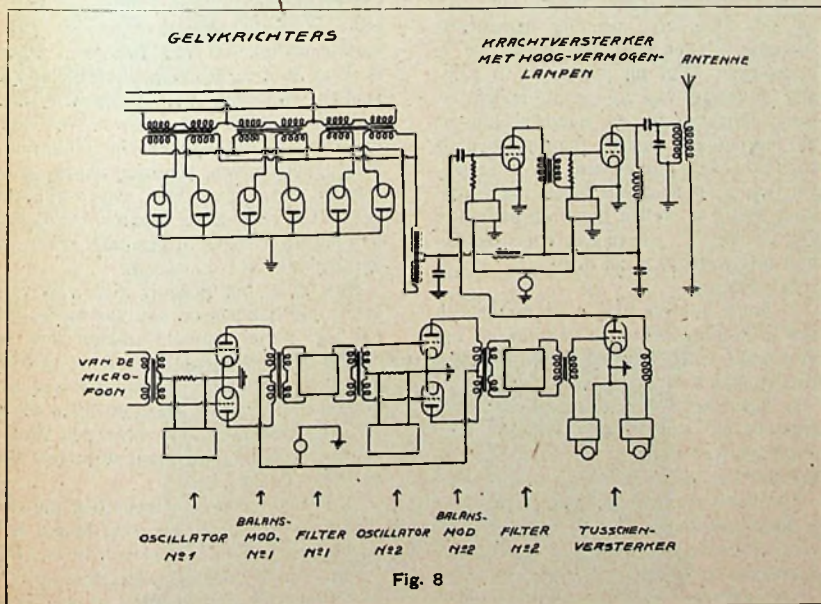 GELYKRICHTERS
KRACHTVERSTERKER
MET HOOG-VERMOGEN-
LAMPEN
ANTENNE
VAN DE
MICRO-
FOON
OSCILLATOR
Nº1
BALANS-
MOD.
Nº1
FILTER
Nº1
OSCILLATOR
Nº2
BALANS-
MOD
Nº2
FILTER
Nº2
TUSSCHEN-
VERSTERKER
Fig. 8